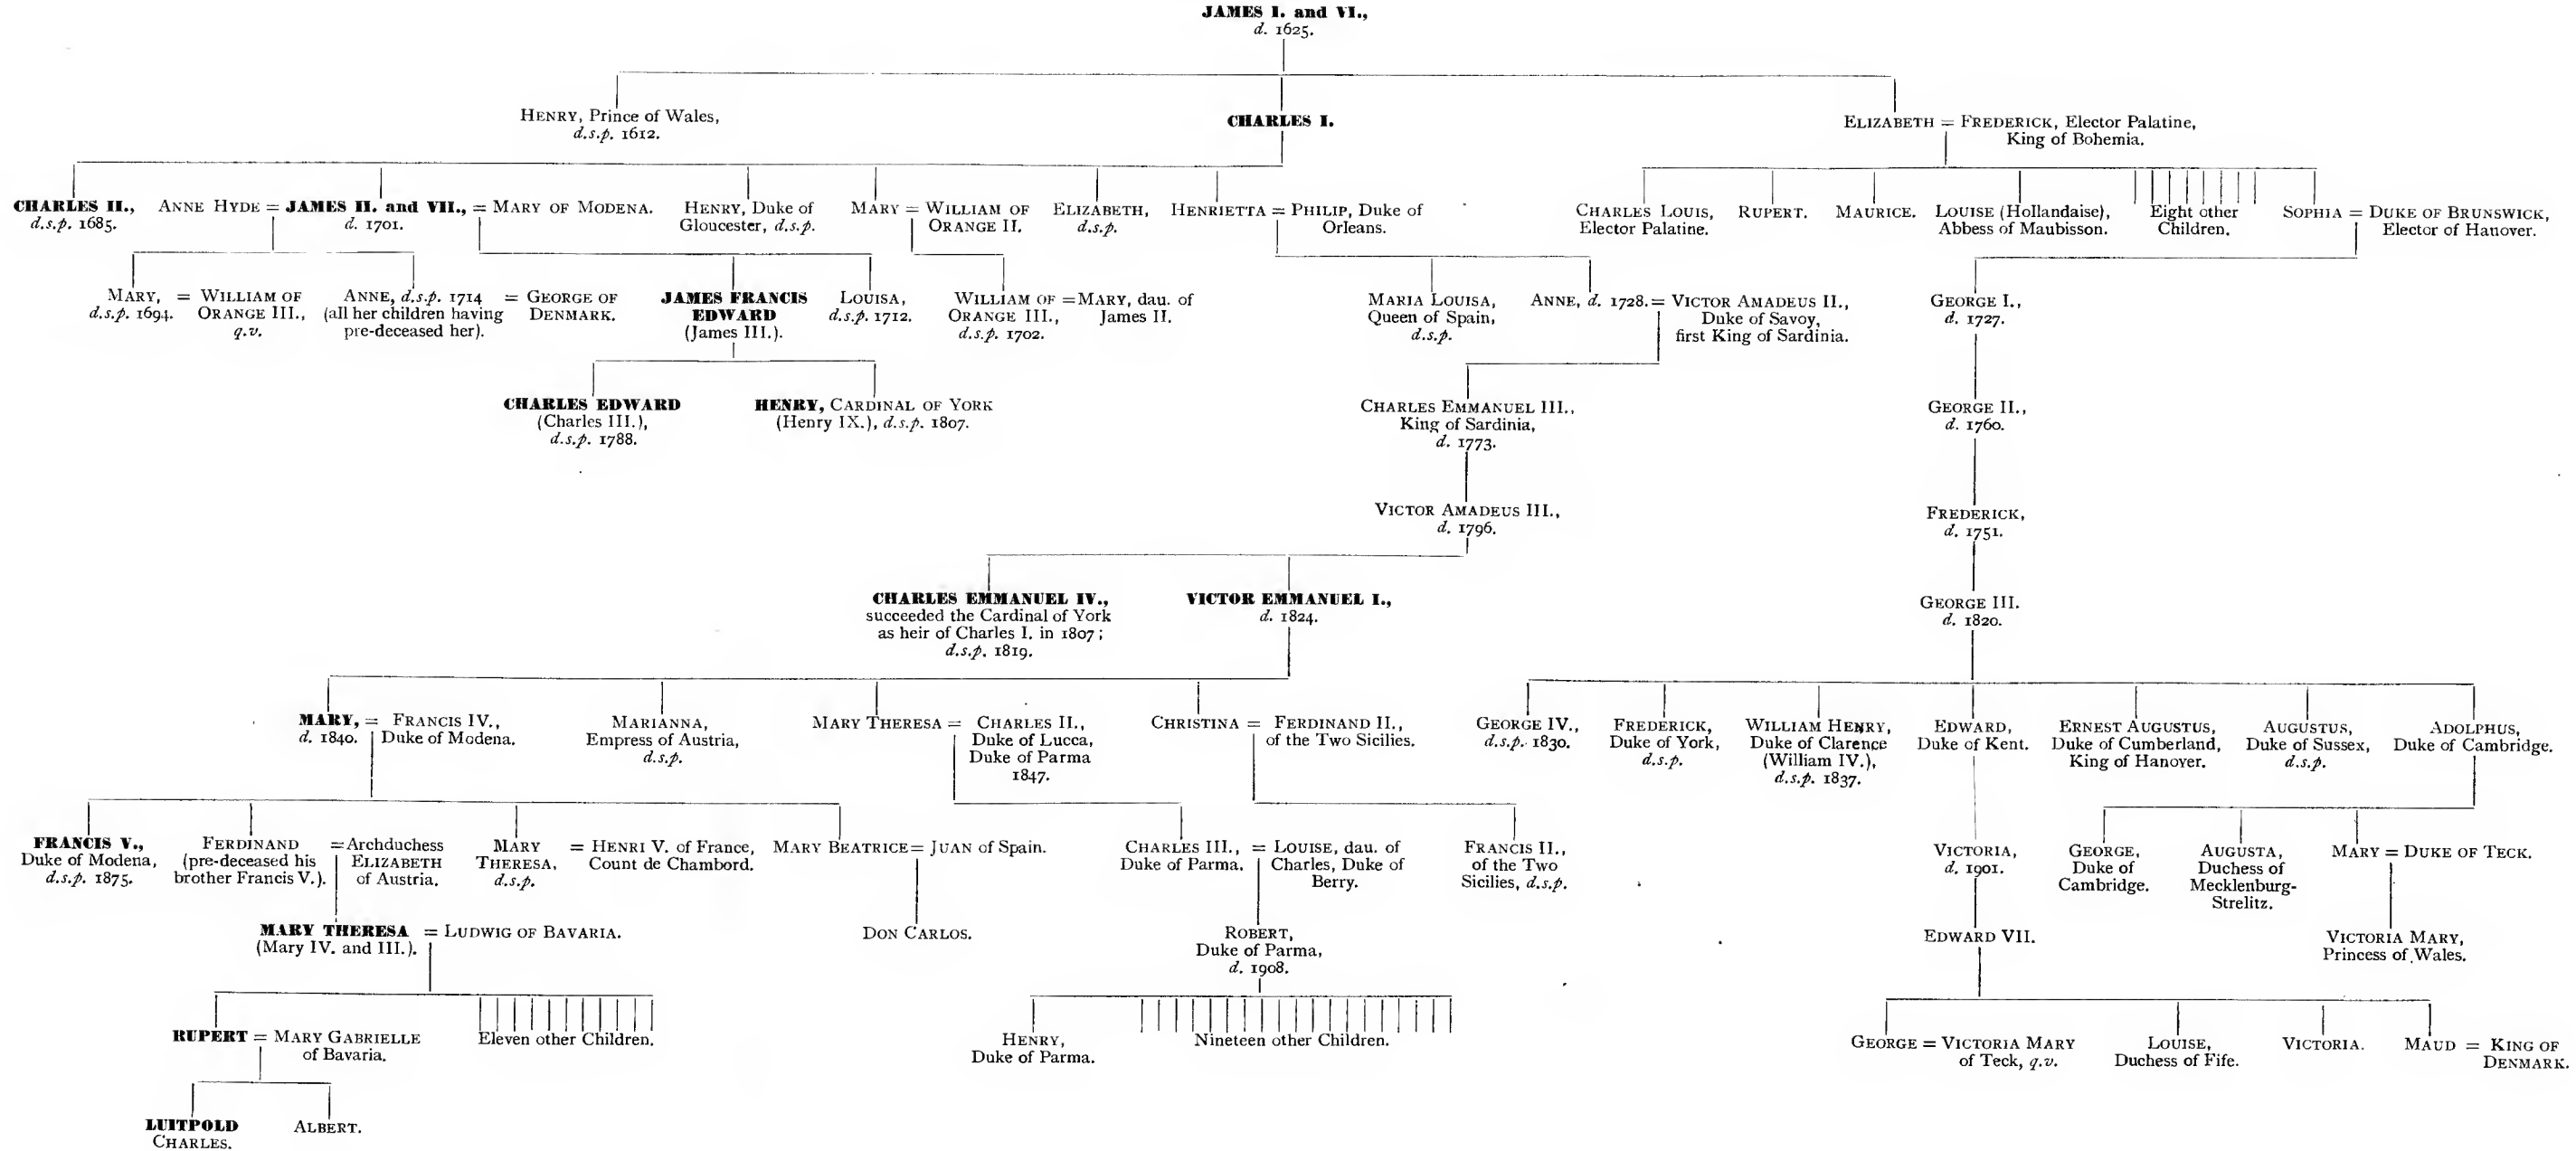 JAMES I. and VI.,
d. 1625.
HENRY, Prince of Wales,
d.s.p. 1612.
CHARLES I.
ELIZABETH = FREDERICK, Elector Palatine,
King of Bohemia.
CHARLES II.,
d.s.p. 1685.
ANNE HYDE = JAMES II. and VII., = MARY OF MODENA.
d. 1701.
HENRY, Duke of
Gloucester, d.s.p.
MARY = WILLIAM OF
ORANGE II.
ELIZABETH,
d.s.p.
HENRIETTA = PHILIP, Duke of
Orleans.
CHARLES LOUIS,
Elector Palatine.
RUPERT.
MAURICE.
LOUISE (Hollandaise),
Abbess of Maubisson.
Eight other
Children.
SOPHIA = DUKE OF BRUNSWICK,
Elector of Hanover.
MARY, = WILLIAM OF
d.s.p. 1694. ORANGE III.,
q.v.
ANNE, d.s.p. 1714 = GEORGE OF
(all her children having DENMARK.
pre-deceased her).
JAMES FRANCIS
EDWARD
(James III.).
LOUISA,
d.s.p. 1712.
WILLIAM OF = MARY, dau. of
ORANGE III., James II.
d.s.p. 1702.
MARIA LOUISA,
Queen of Spain,
d.s.p.
ANNE, d. 1728. = VICTOR AMADEUS II.,
Duke of Savoy,
first King of Sardinia.
GEORGE I.,
d. 1727.
CHARLES EDWARD
(Charles III.),
d.s.p. 1788.
HENRY, CARDINAL OF YORK
(Henry IX.), d.s.p. 1807.
CHARLES EMMANUEL III.,
King of Sardinia,
d. 1773.
GEORGE II.,
d. 1760.
VICTOR AMADEUS III.,
d. 1796.
FREDERICK,
d. 1751.
CHARLES EMMANUEL IV.,
succeeded the Cardinal of York
as heir of Charles I. in 1807;
d.s.p. 1819.
VICTOR EMMANUEL I.,
d. 1824.
GEORGE III.
d. 1820.
MARY, = FRANCIS IV.,
d. 1840. Duke of Modena.
MARIANNA,
Empress of Austria,
d.s.p.
MARY THERESA = CHARLES II.,
Duke of Lucca,
Duke of Parma
1847.
CHRISTINA = FERDINAND II.,
of the Two Sicilies.
GEORGE IV.,
d.s.p. 1830.
FREDERICK,
Duke of York,
d.s.p.
WILLIAM HENRY,
Duke of Clarence
(William IV.),
d.s.p. 1837.
EDWARD,
Duke of Kent.
ERNEST AUGUSTUS,
Duke of Cumberland,
King of Hanover.
AUGUSTUS,
Duke of Sussex,
d.s.p.
ADOLPHUS,
Duke of Cambridge.
FRANCIS V.,
Duke of Modena,
d.s.p. 1875.
FERDINAND = Archduchess
(pre-deceased his ELIZABETH
brother Francis V.). of Austria.
MARY = HENRI V. of France,
THERESA, Count de Chambord.
d.s.p.
MARY BEATRICE = JUAN of Spain.
CHARLES III., = LOUISE, dau. of
Duke of Parma. Charles, Duke of
Berry.
FRANCIS II.,
of the Two
Sicilies, d.s.p.
VICTORIA,
d. 1901.
GEORGE,
Duke of
Cambridge.
AUGUSTA,
Duchess of
Mecklenburg-
Strelitz.
MARY = DUKE OF TECK.
MARY THERESA = LUDWIG OF BAVARIA.
(Mary IV. and III.).
DON CARLOS.
ROBERT,
Duke of Parma,
d. 1908.
EDWARD VII.
VICTORIA MARY,
Princess of Wales.
RUPERT = MARY GABRIELLE
of Bavaria.
Eleven other Children.
HENRY,
Duke of Parma.
Nineteen other Children.
GEORGE = VICTORIA MARY
of Teck, q.v.
LOUISE,
Duchess of Fife.
VICTORIA.
MAUD = KING OF
DENMARK.
LUITPOLD
CHARLES.
ALBERT.